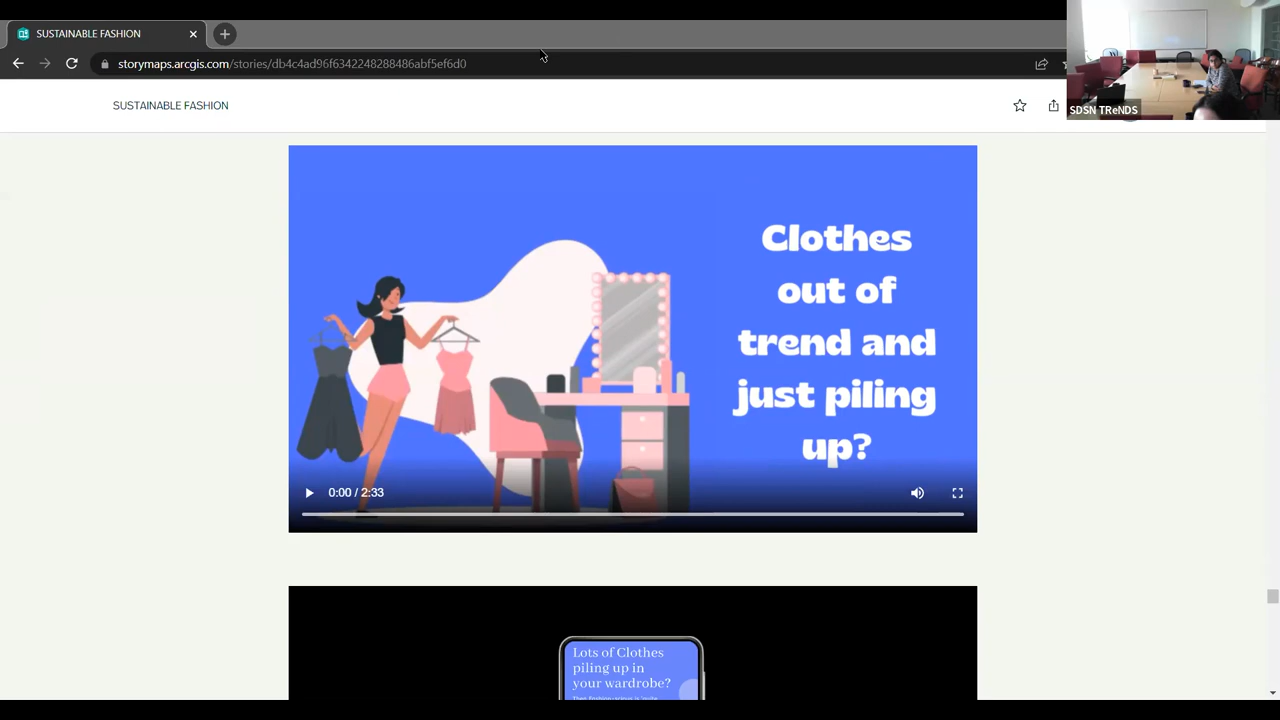 SUSTAINABLE FASHION
storymaps.arcgis.com/stories/db4c4ad96f6342248288486abf5ef6d0
SDSN TReNDS
SUSTAINABLE FASHION
Clothes
out of
trend and
just piling
up?
0:00 / 2:33
Lots of Clothes
piling up in
your wardrobe?